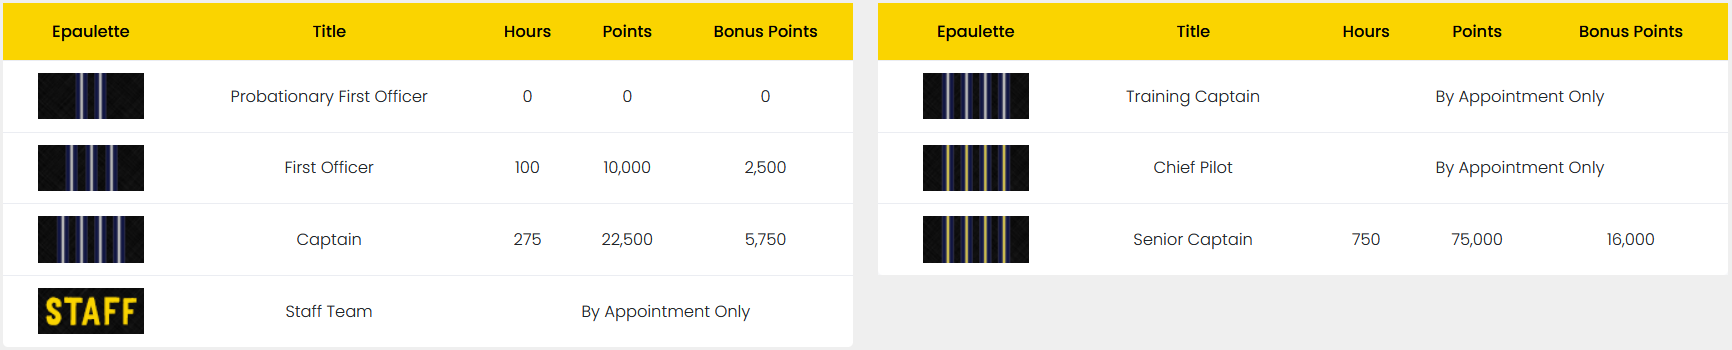 Epaulette Title Hours Points Bonus Points
Probationary First Officer 0 0 0
First Officer 100 10,000 2,500
Captain 275 22,500 5,750
STAFF Staff Team By Appointment Only
Epaulette Title Hours Points Bonus Points
Training Captain By Appointment Only
Chief Pilot By Appointment Only
Senior Captain 750 75,000 16,000